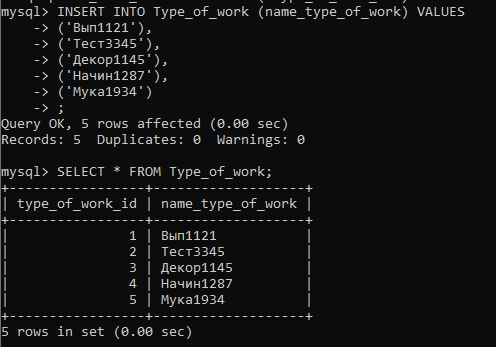 mysql> INSERT INTO Type_of_work (name_type_of_work) VALUES
    -> ('Вып1121'),
    -> ('Тест3345'),
    -> ('Декор1145'),
    -> ('Начин1287'),
    -> ('Мука1934')
    -> ;
Query OK, 5 rows affected (0.00 sec)
Records: 5  Duplicates: 0  Warnings: 0

mysql> SELECT * FROM Type_of_work;
+-----------------+-------------------+
| type_of_work_id | name_type_of_work |
+-----------------+-------------------+
|               1 | Вып1121           |
|               2 | Тест3345          |
|               3 | Декор1145         |
|               4 | Начин1287         |
|               5 | Мука1934          |
+-----------------+-------------------+
5 rows in set (0.00 sec)